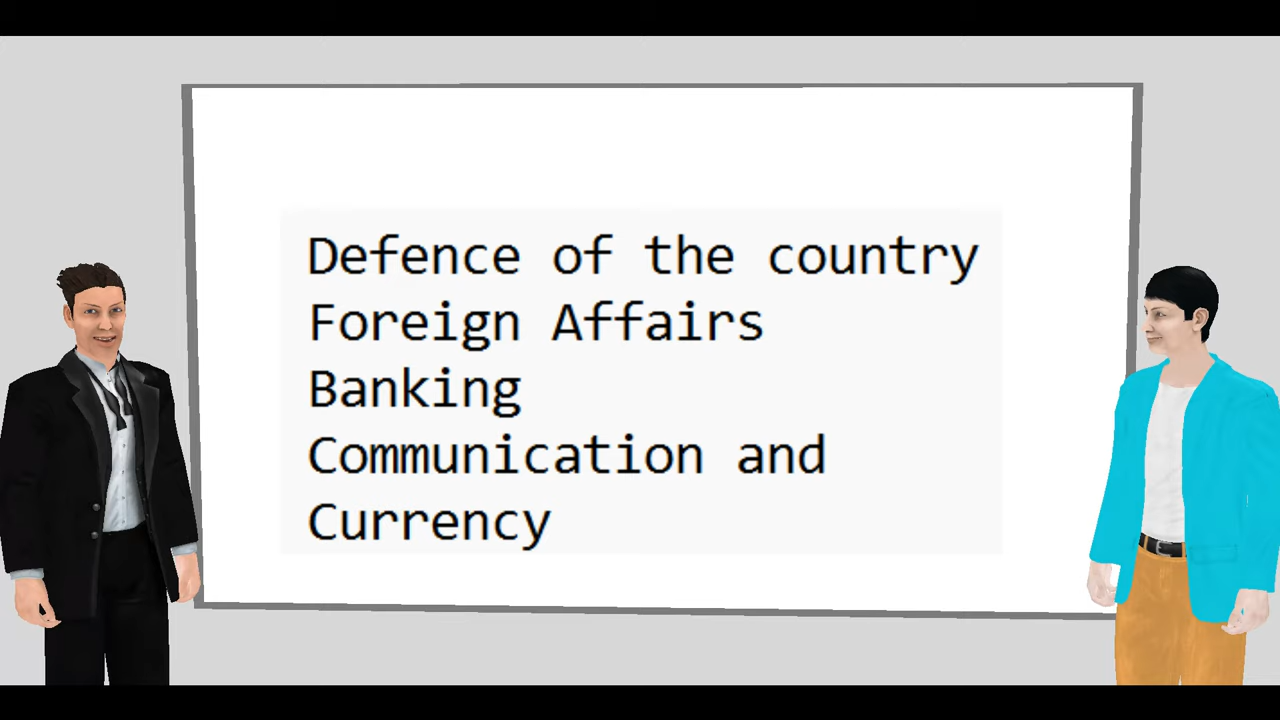 Defence of the country
Foreign Affairs
Banking
Communication and
Currency